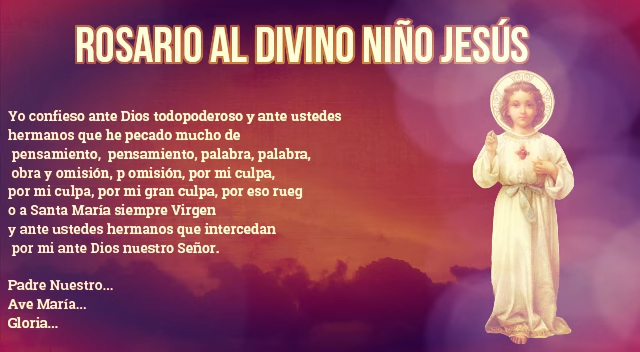 ROSARIO AL DIVINO NIÑO JESÚS
Yo confieso ante Dios todopoderoso y ante ustedes
hermanos que he pecado mucho de
pensamiento, pensamiento, palabra, palabra,
obra y omisión, p omisión, por mi culpa,
por mi culpa, por mi gran culpa, por eso rueg
o a Santa María siempre Virgen
y ante ustedes hermanos que intercedan
por mi ante Dios nuestro Señor.
Padre Nuestro...
Ave María...
Gloria...